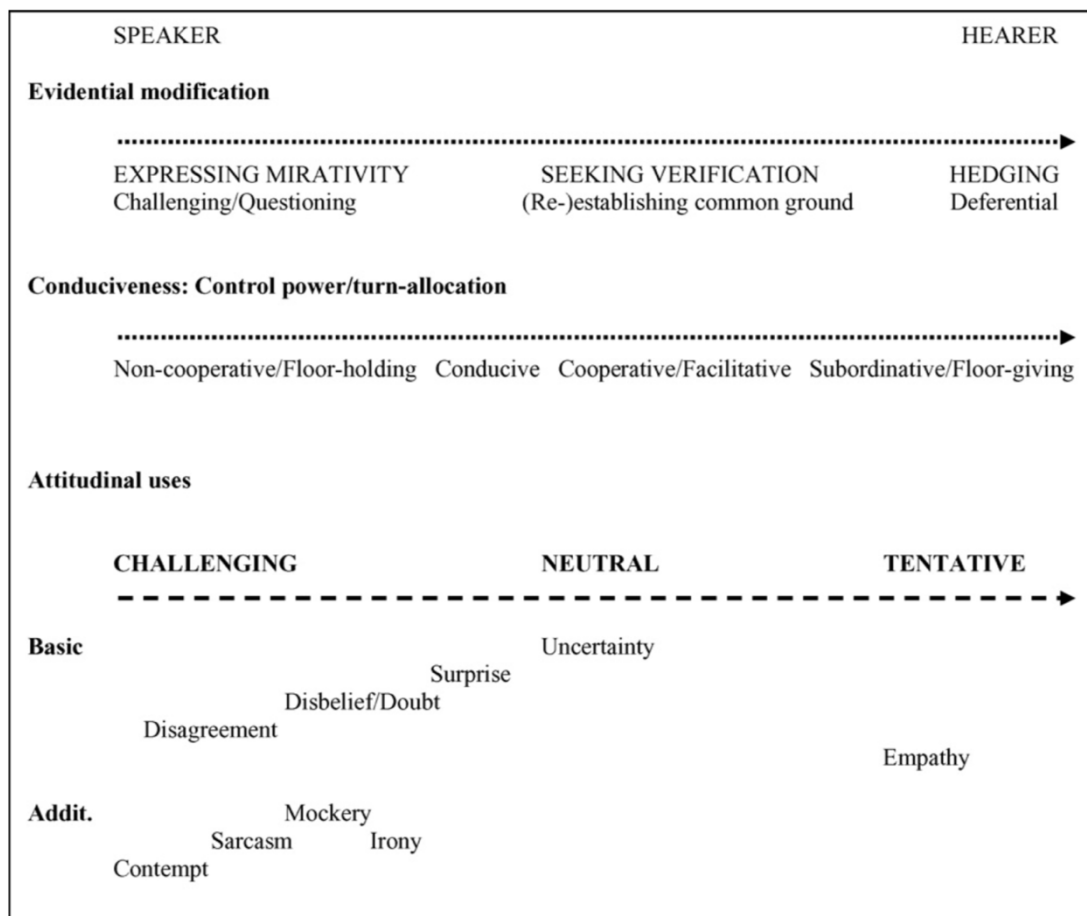 SPEAKER HEARER
Evidential modification
EXPRESSING MIRATIVITY SEEKING VERIFICATION HEDGING
Challenging/Questioning (Re-)establishing common ground Deferential
Conduciveness: Control power/turn-allocation
Non-cooperative/Floor-holding Conducive Cooperative/Facilitative Subordinative/Floor-giving
Attitudinal uses
CHALLENGING NEUTRAL TENTATIVE
Basic Uncertainty
Surprise
Disbelief/Doubt
Disagreement
Empathy
Addit. Mockery
Sarcasm Irony
Contempt